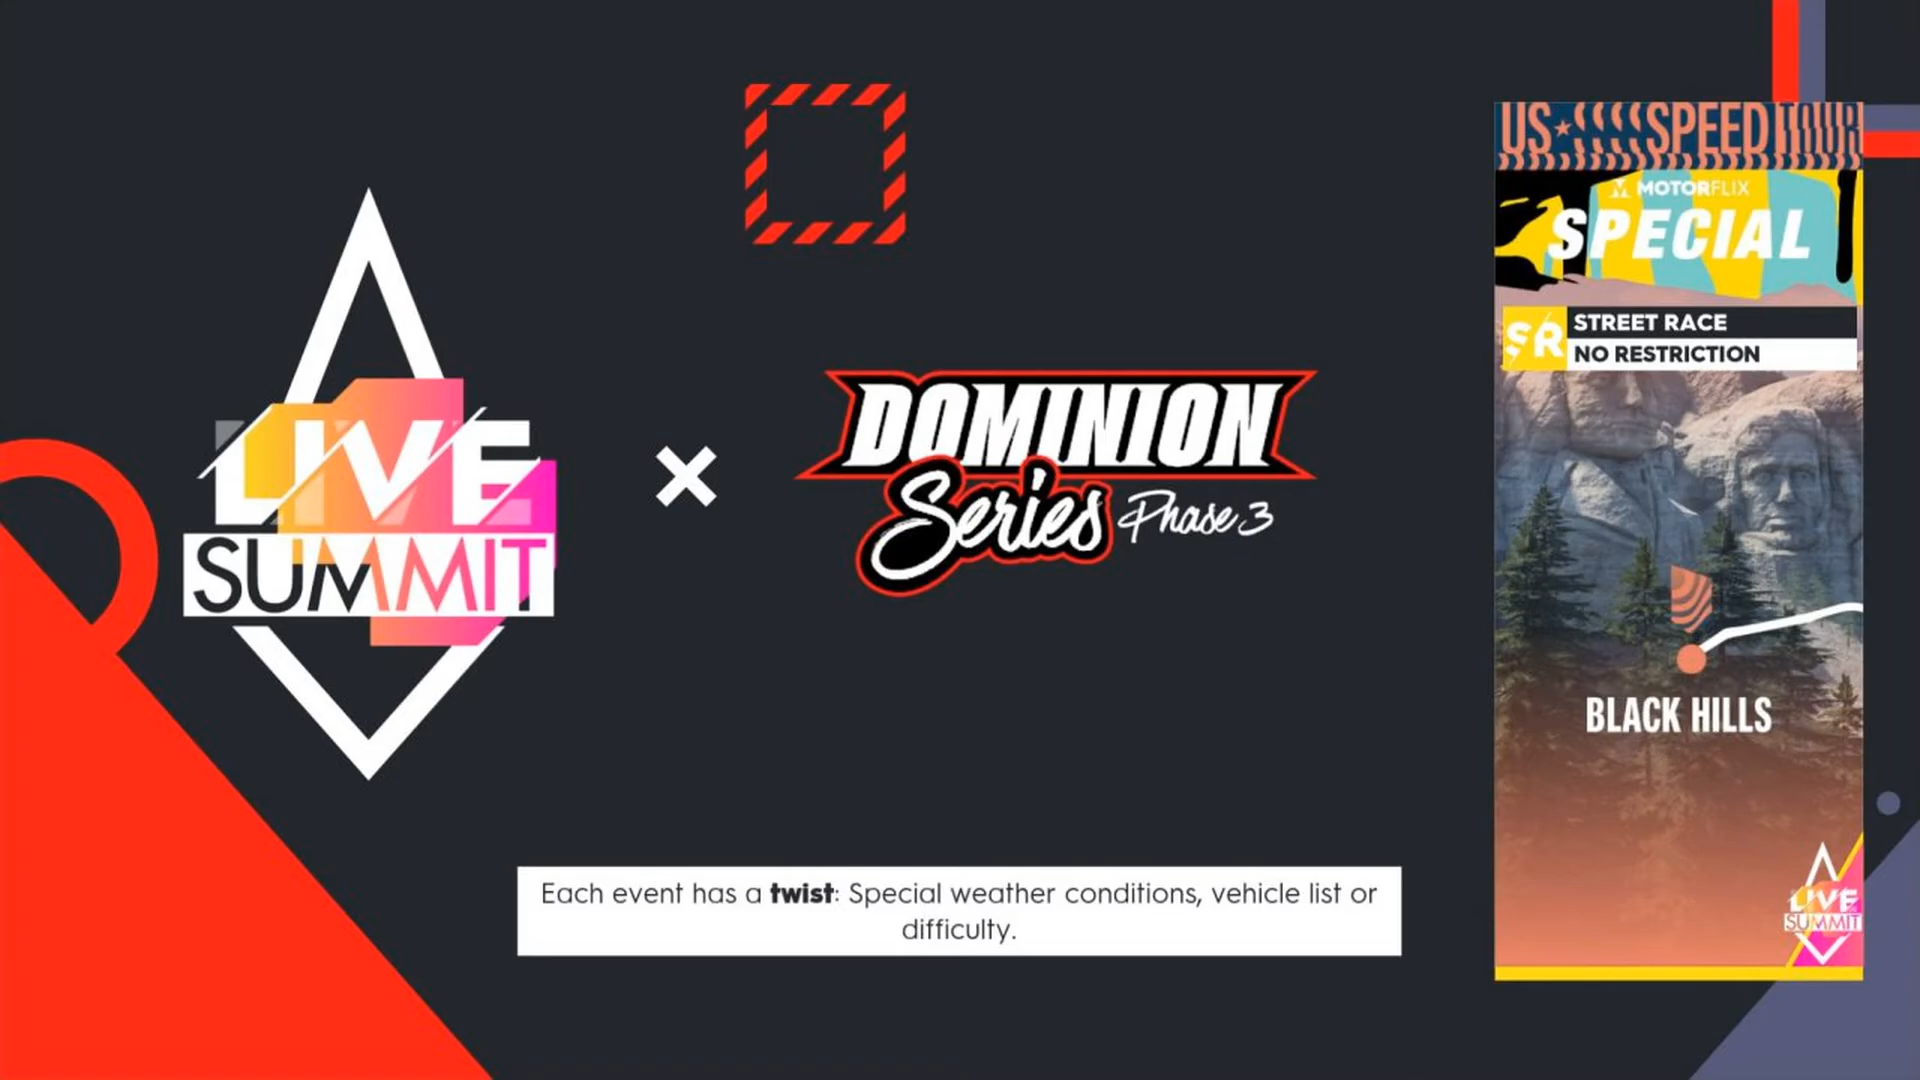 LIVE
SUMMIT
×
DOMINION
Series Phase 3
US SPEED TOUR
MOTORFLIX
SPECIAL
SR
STREET RACE
NO RESTRICTION
BLACK HILLS
LIVE
SUMMIT
Each event has a twist: Special weather conditions, vehicle list or
difficulty.